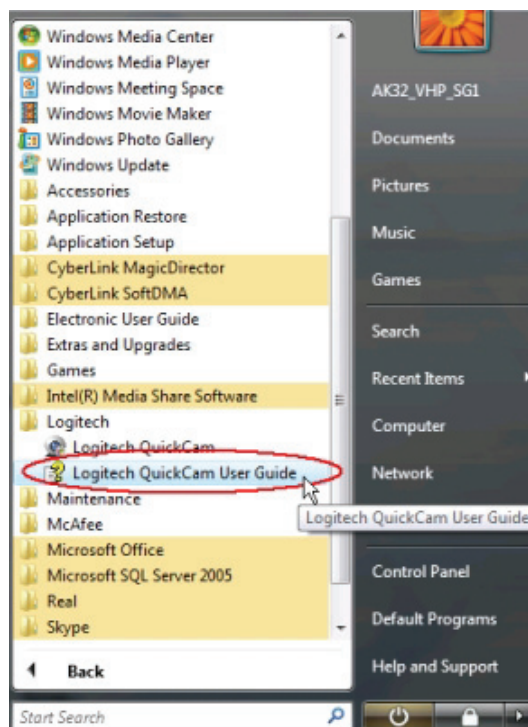 Windows Media Center
Windows Media Player
Windows Meeting Space
Windows Movie Maker
Windows Photo Gallery
Windows Update
Accessories
Application Restore
Application Setup
CyberLink MagicDirector
CyberLink SoftDMA
Electronic User Guide
Extras and Upgrades
Games
Intel(R) Media Share Software
Logitech
Logitech QuickCam
Logitech QuickCam User Guide
Maintenance
McAfee
Microsoft Office
Microsoft SQL Server 2005
Real
Skype
Back
Start Search
AK32_VHP_SG1
Documents
Pictures
Music
Games
Search
Recent Items
Computer
Network
Logitech QuickCam User Guide
Control Panel
Default Programs
Help and Support